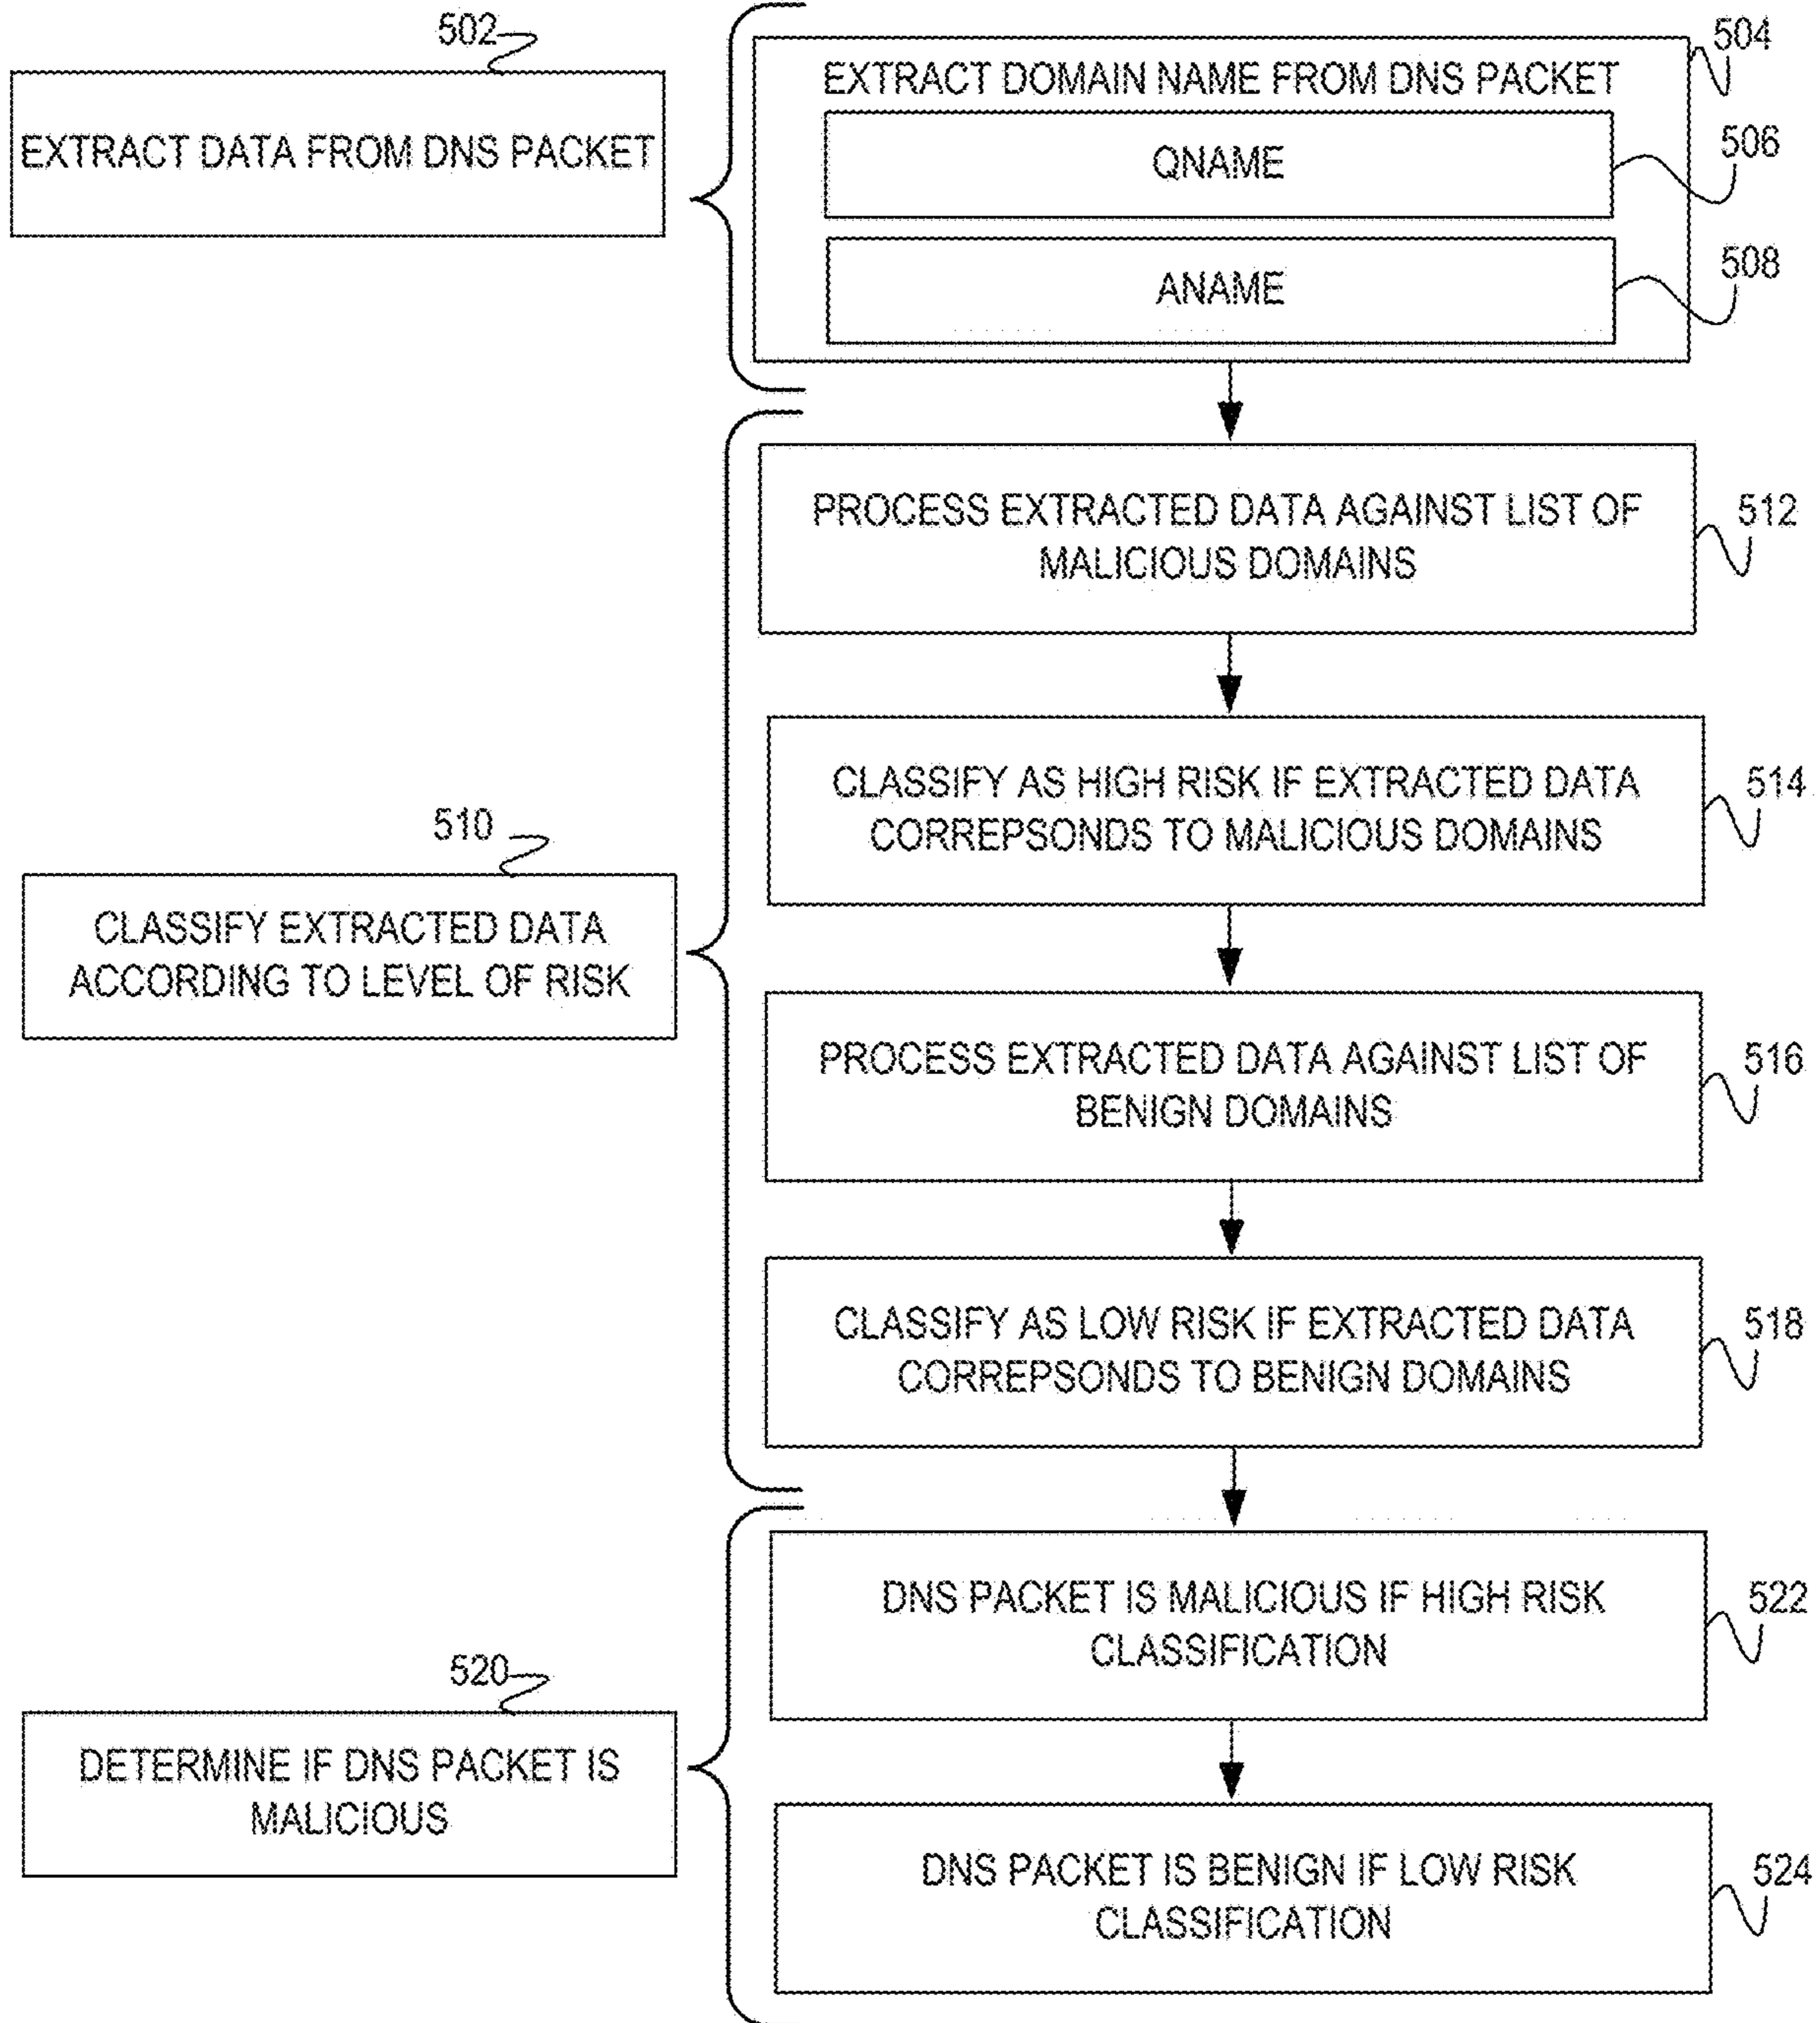 502
EXTRACT DATA FROM DNS PACKET
504
EXTRACT DOMAIN NAME FROM DNS PACKET
506
QNAME
508
ANAME
512
PROCESS EXTRACTED DATA AGAINST LIST OF
MALICIOUS DOMAINS
514
CLASSIFY AS HIGH RISK IF EXTRACTED DATA
CORREPSONDS TO MALICIOUS DOMAINS
510
CLASSIFY EXTRACTED DATA
ACCORDING TO LEVEL OF RISK
516
PROCESS EXTRACTED DATA AGAINST LIST OF
BENIGN DOMAINS
518
CLASSIFY AS LOW RISK IF EXTRACTED DATA
CORREPSONDS TO BENIGN DOMAINS
522
DNS PACKET IS MALICIOUS IF HIGH RISK
CLASSIFICATION
520
DETERMINE IF DNS PACKET IS
MALICIOUS
524
DNS PACKET IS BENIGN IF LOW RISK
CLASSIFICATION